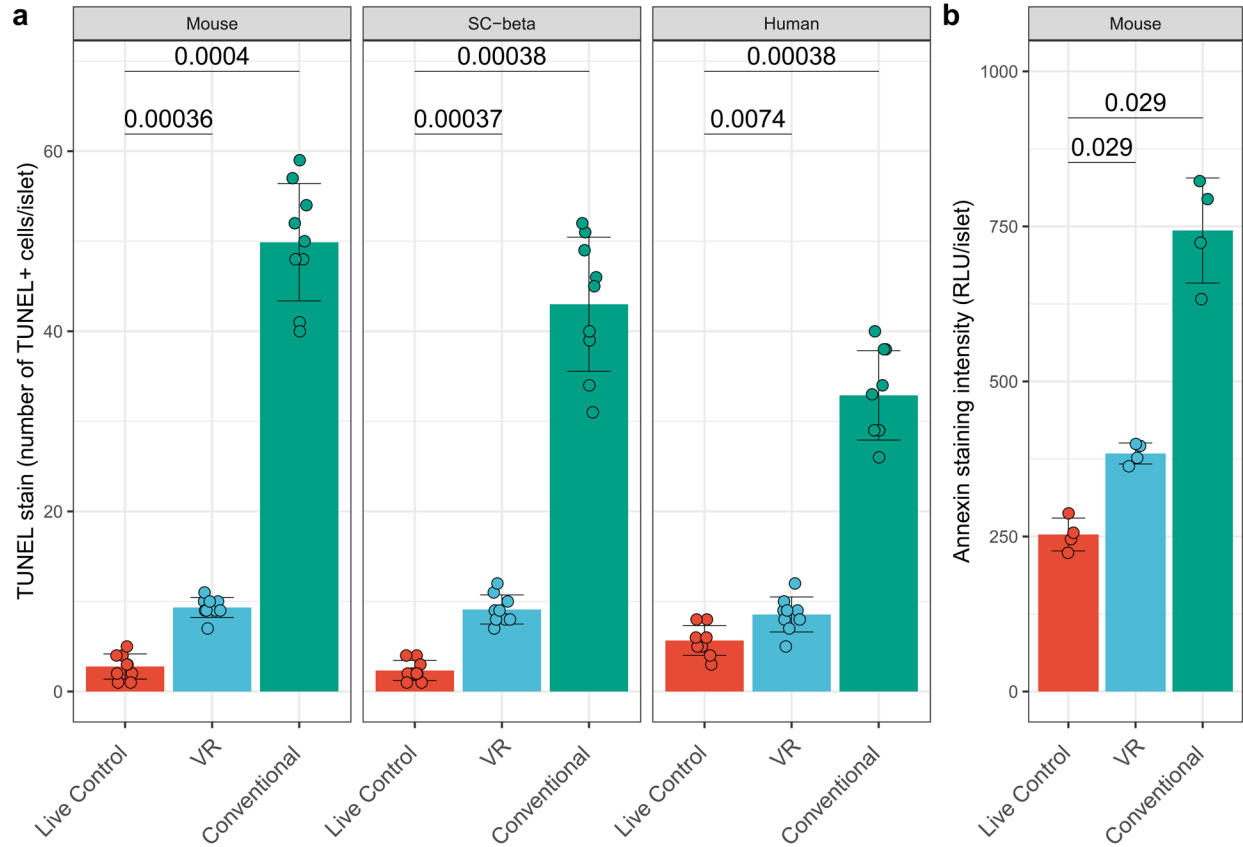 a
Mouse
SC−beta
Human
TUNEL stain (number of TUNEL+ cells/islet)
0
20
40
60
0.0004
0.00036
0.00038
0.00037
0.00038
0.0074
Live Control
VR
Conventional
Live Control
VR
Conventional
Live Control
VR
Conventional
b
Mouse
Annexin staining intensity (RLU/islet)
0
250
500
750
1000
0.029
0.029
Live Control
VR
Conventional